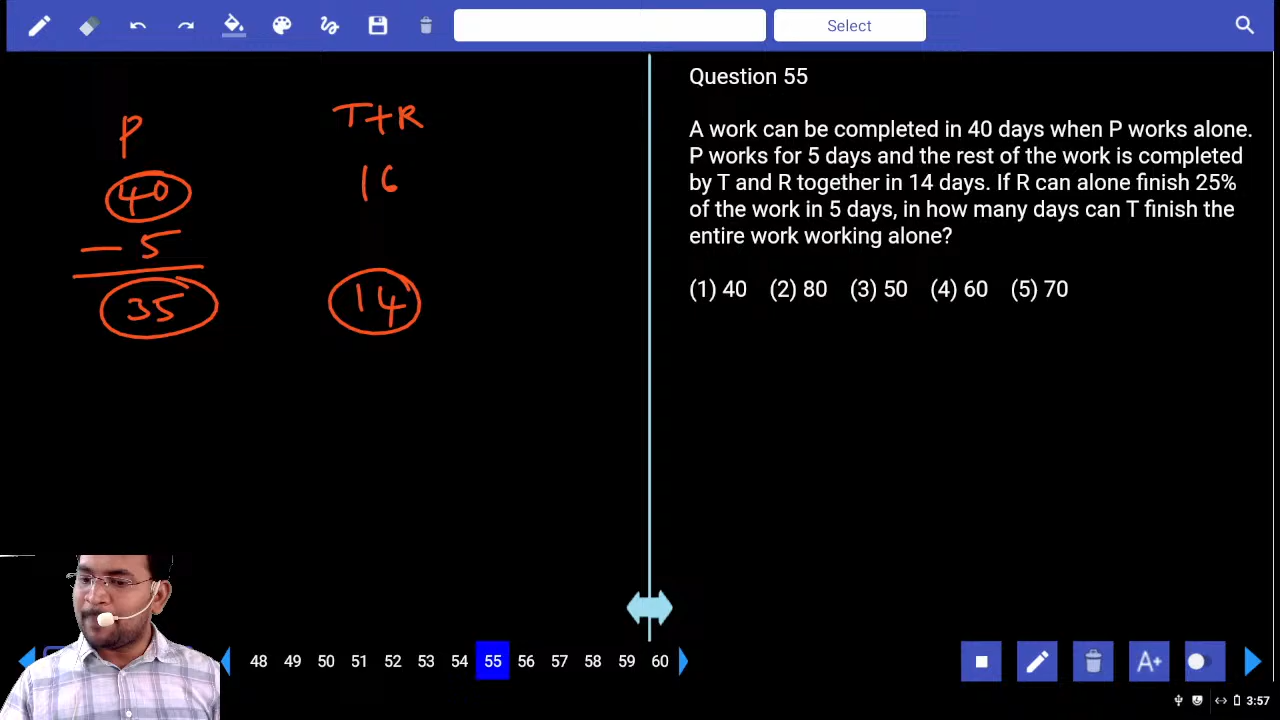 Select
P T+R
40 16
- 5
35 14
Question 55
A work can be completed in 40 days when P works alone.
P works for 5 days and the rest of the work is completed
by T and R together in 14 days. If R can alone finish 25%
of the work in 5 days, in how many days can T finish the
entire work working alone?
(1) 40 (2) 80 (3) 50 (4) 60 (5) 70
48 49 50 51 52 53 54 55 56 57 58 59 60
A+
3:57